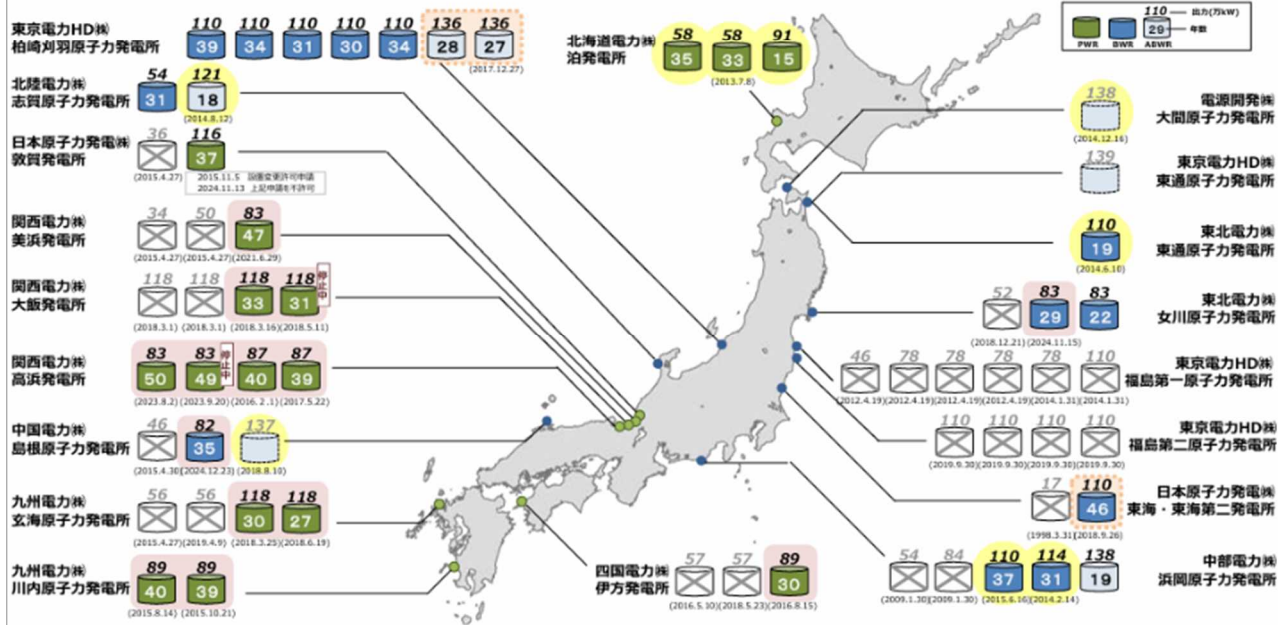 東京電力HD㈱
柏崎刈羽原子力発電所
110 110 110 110 110 136 136
39 34 31 30 34 28 27
(2017.12.27)
北陸電力㈱
志賀原子力発電所
54 121
31 18
(2014.8.12)
日本原子力発電㈱
敦賀発電所
36 116
37
(2015.4.27)
2015.11.5 設置変更許可申請
2024.11.13 上記申請を不許可
関西電力㈱
美浜発電所
34 50 83
47
(2015.4.27)(2015.4.27)(2021.6.29)
関西電力㈱
大飯発電所
118 118 118 118
33 31
停止中
(2018.3.1) (2018.3.1) (2018.3.16)(2018.5.11)
関西電力㈱
高浜発電所
83 83 87 87
50 49 40 39
停止中
(2023.8.2) (2023.9.20) (2016.2.1) (2017.5.22)
中国電力㈱
島根原子力発電所
46 82 137
35
(2015.4.30)(2024.12.23) (2018.8.10)
九州電力㈱
玄海原子力発電所
56 56 118 118
30 27
(2015.4.27)(2019.4.9) (2018.3.25)(2018.6.19)
九州電力㈱
川内原子力発電所
89 89
40 39
(2015.8.14) (2015.10.21)
北海道電力㈱
泊発電所
58 58 91
35 33 15
(2013.7.8)
110 出力(万kW)
29 年数
PWR BWR ABWR
電源開発㈱
大間原子力発電所
138
(2014.12.16)
東京電力HD㈱
東通原子力発電所
139
東北電力㈱
東通原子力発電所
110
19
(2014.6.10)
東北電力㈱
女川原子力発電所
52 83 83
29 22
(2018.12.21) (2024.11.15)
東京電力HD㈱
福島第一原子力発電所
46 78 78 78 78 110
(2012.4.19)(2012.4.19)(2012.4.19)(2012.4.19)(2014.1.31)(2014.1.31)
東京電力HD㈱
福島第二原子力発電所
110 110 110 110
(2019.9.30)(2019.9.30)(2019.9.30)(2019.9.30)
日本原子力発電㈱
東海・東海第二発電所
17 110
46
(1998.3.31)(2018.9.26)
中部電力㈱
浜岡原子力発電所
54 84 110 114 138
37 31 19
(2009.1.30)(2009.1.30) (2015.6.16)(2014.2.14)
四国電力㈱
伊方発電所
57 57 89
30
(2016.5.10)(2018.5.23)(2016.8.15)